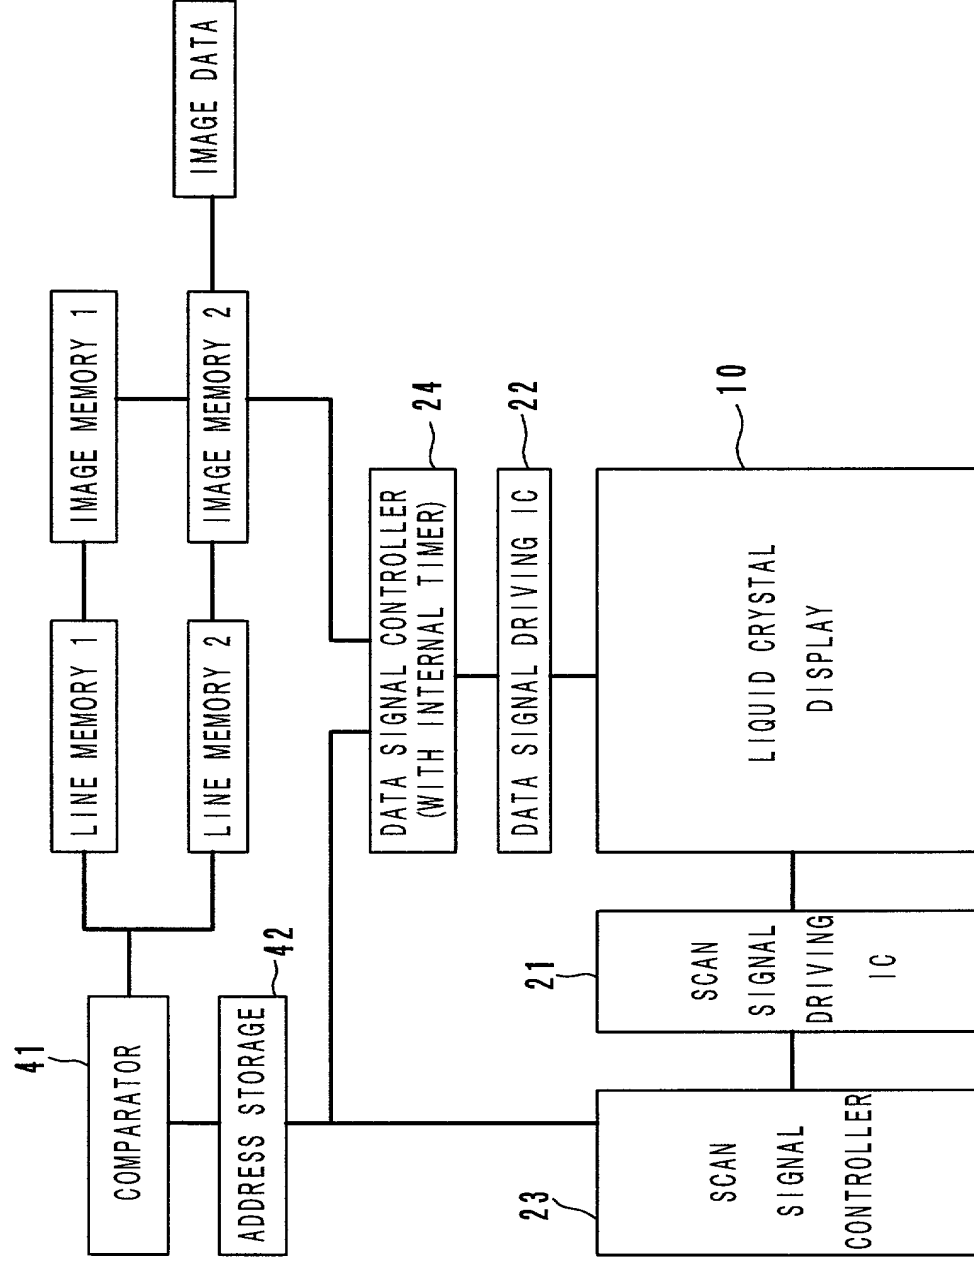 41
COMPARATOR
LINE MEMORY 1
IMAGE MEMORY 1
42
ADDRESS STORAGE
LINE MEMORY 2
IMAGE MEMORY 2
IMAGE DATA
DATA SIGNAL CONTROLLER
(WITH INTERNAL TIMER)
24
DATA SIGNAL DRIVING IC
22
23
SCAN
SIGNAL
CONTROLLER
21
SCAN
SIGNAL
DRIVING
IC
LIQUID CRYSTAL
DISPLAY
10